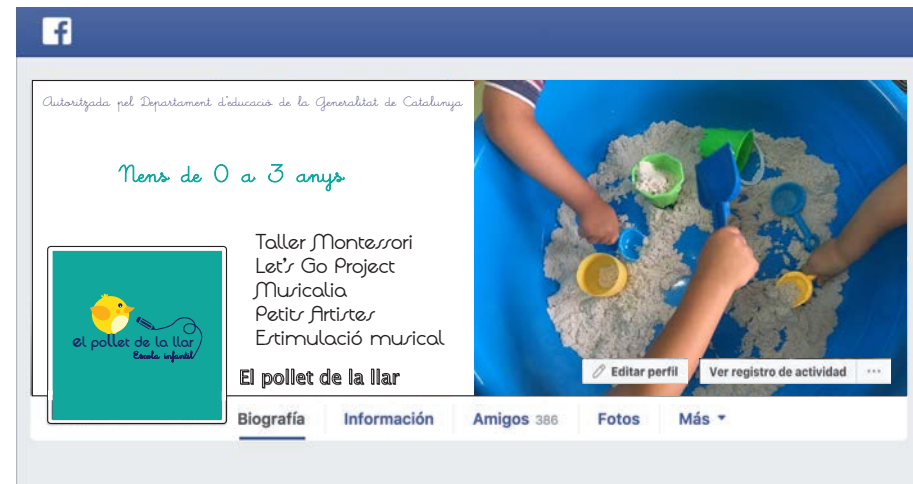 f
Autoritzada pel Departament d'educació de la Generalitat de Catalunya
Nens de 0 a 3 anys
Taller Montessori
Let's Go Project
Musicalia
Petits Artistes
Estimulació musical
el pollet de la llar
Escola infantil
El pollet de la llar
Editar perfil
Ver registro de actividad ...
Biografía Información Amigos 386 Fotos Más